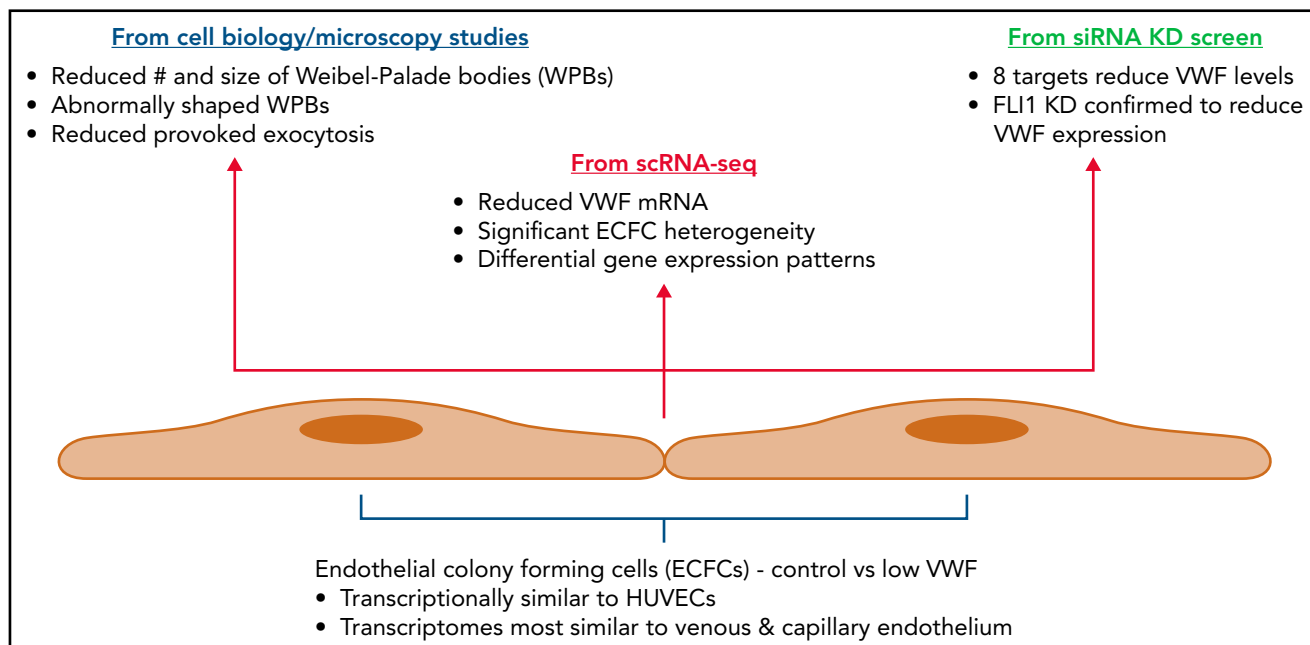 From cell biology/microscopy studies
• Reduced # and size of Weibel-Palade bodies (WPBs)
• Abnormally shaped WPBs
• Reduced provoked exocytosis
From siRNA KD screen
• 8 targets reduce VWF levels
• FLI1 KD confirmed to reduce
VWF expression
From scRNA-seq
• Reduced VWF mRNA
• Significant ECFC heterogeneity
• Differential gene expression patterns
Endothelial colony forming cells (ECFCs) - control vs low VWF
• Transcriptionally similar to HUVECs
• Transcriptomes most similar to venous & capillary endothelium